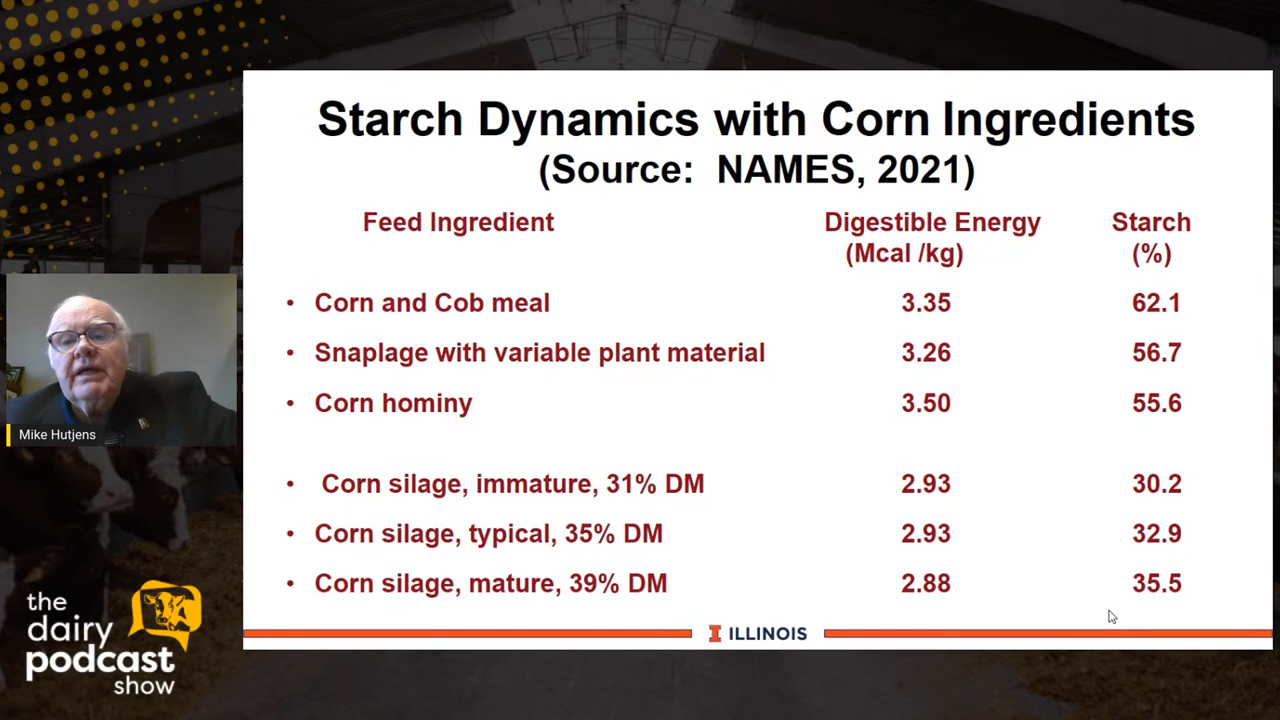 Starch Dynamics with Corn Ingredients
(Source: NAMES, 2021)
Feed Ingredient Digestible Energy Starch
(Mcal /kg) (%)
• Corn and Cob meal 3.35 62.1
• Snaplage with variable plant material 3.26 56.7
• Corn hominy 3.50 55.6
• Corn silage, immature, 31% DM 2.93 30.2
• Corn silage, typical, 35% DM 2.93 32.9
• Corn silage, mature, 39% DM 2.88 35.5
I ILLINOIS
Mike Hutjens
the
dairy
podcast
show